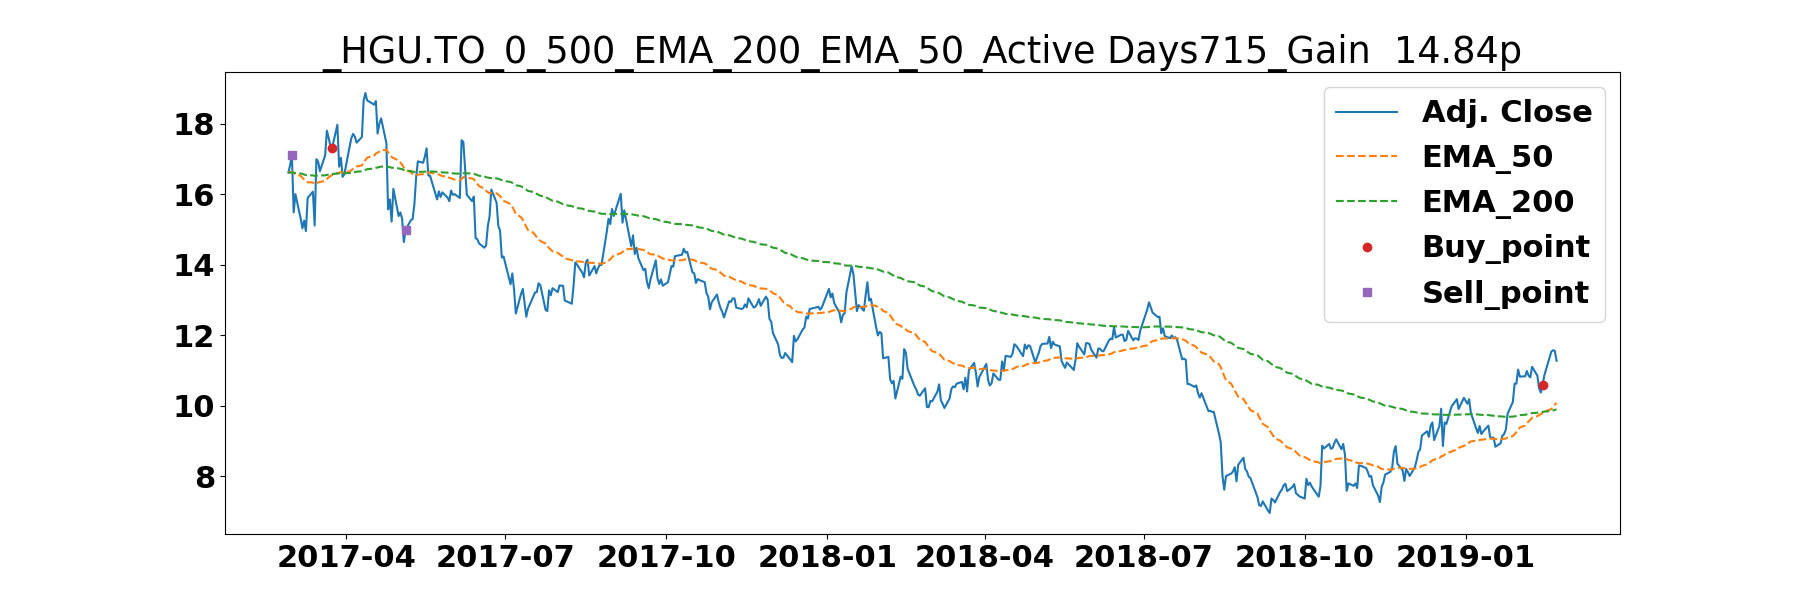 _HGU.TO_0_500_EMA_200_EMA_50_Active Days715_Gain  14.84p
18
16
14
12
10
8
Adj. Close
EMA_50
EMA_200
Buy_point
Sell_point
2017-04 2017-07 2017-10 2018-01 2018-04 2018-07 2018-10 2019-01